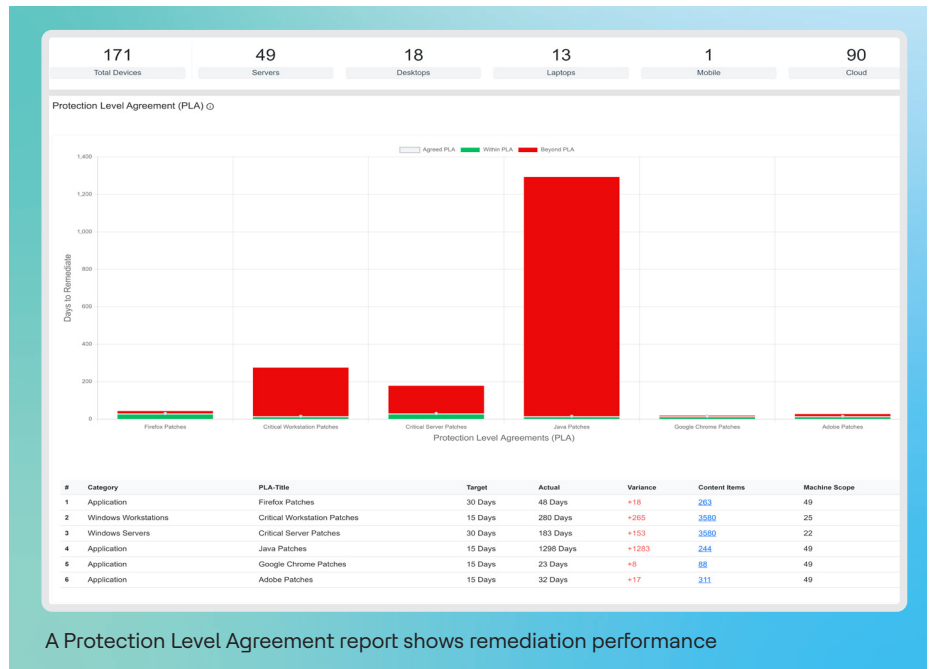 171 49 18 13 1 90
Total Devices Servers Desktops Laptops Mobile Cloud
Protection Level Agreement (PLA)
Agreed PLA Within PLA Beyond PLA
1,400
1,200
1,000
800
600
400
200
0
Days to Remediate
Firefox Patches Critical Workstation Patches Critical Server Patches Java Patches Google Chrome Patches Adobe Patches
Protection Level Agreements (PLA)
# Category PLA-Title Target Actual Variance Content Items Machine Scope
1 Application Firefox Patches 30 Days 48 Days +18 263 49
2 Windows Workstations Critical Workstation Patches 15 Days 280 Days +265 3580 25
3 Windows Servers Critical Server Patches 30 Days 183 Days +153 3580 22
4 Application Java Patches 15 Days 1298 Days +1283 244 49
5 Application Google Chrome Patches 15 Days 23 Days +8 88 49
6 Application Adobe Patches 15 Days 32 Days +17 311 49
A Protection Level Agreement report shows remediation performance